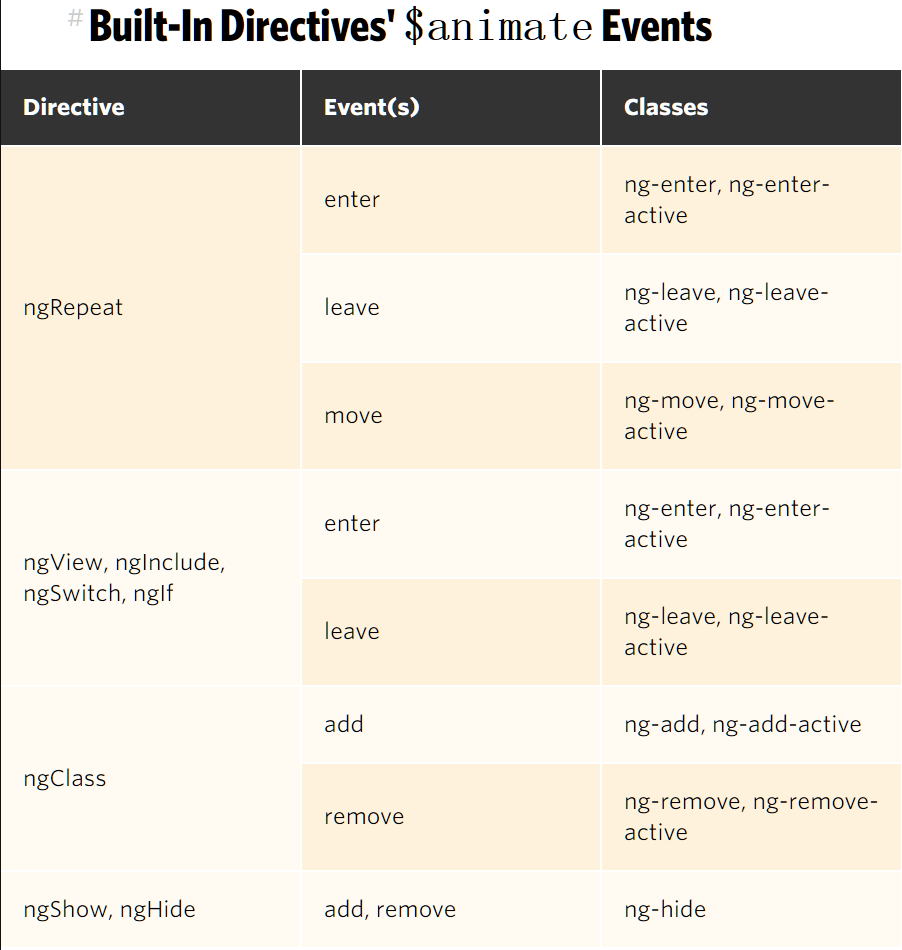 # Built-In Directives' $animate Events
Directive Event(s) Classes
ngRepeat
enter
ng-enter, ng-enter-
active
leave
ng-leave, ng-leave-
active
move
ng-move, ng-move-
active
ngView, ngInclude,
ngSwitch, ngIf
enter
ng-enter, ng-enter-
active
leave
ng-leave, ng-leave-
active
ngClass
add
ng-add, ng-add-active
remove
ng-remove, ng-remove-
active
ngShow, ngHide
add, remove
ng-hide